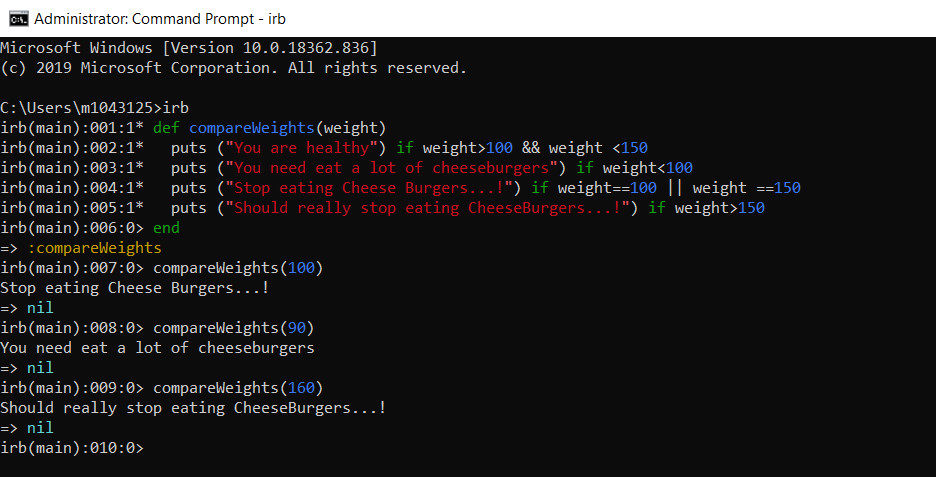 Administrator: Command Prompt - irb
Microsoft Windows [Version 10.0.18362.836]
(c) 2019 Microsoft Corporation. All rights reserved.
C:\Users\m1043125>irb
irb(main):001:1* def compareWeights(weight)
irb(main):002:1*   puts ("You are healthy") if weight>100 && weight <150
irb(main):003:1*   puts ("You need eat a lot of cheeseburgers") if weight<100
irb(main):004:1*   puts ("Stop eating Cheese Burgers...!") if weight==100 || weight ==150
irb(main):005:1*   puts ("Should really stop eating CheeseBurgers...!") if weight>150
irb(main):006:0> end
=> :compareWeights
irb(main):007:0> compareWeights(100)
Stop eating Cheese Burgers...!
=> nil
irb(main):008:0> compareWeights(90)
You need eat a lot of cheeseburgers
=> nil
irb(main):009:0> compareWeights(160)
Should really stop eating CheeseBurgers...!
=> nil
irb(main):010:0>